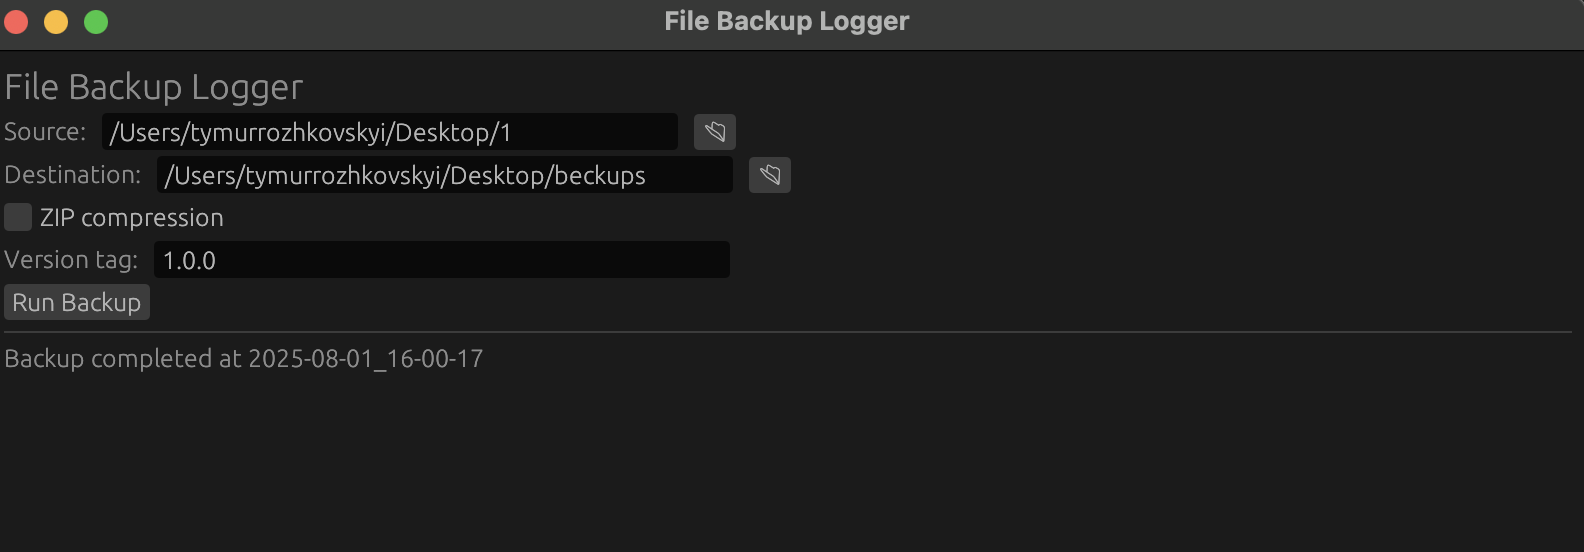 File Backup Logger
File Backup Logger
Source: /Users/tymurrozhkovskyi/Desktop/1
Destination: /Users/tymurrozhkovskyi/Desktop/beckups
ZIP compression
Version tag: 1.0.0
Run Backup
Backup completed at 2025-08-01_16-00-17